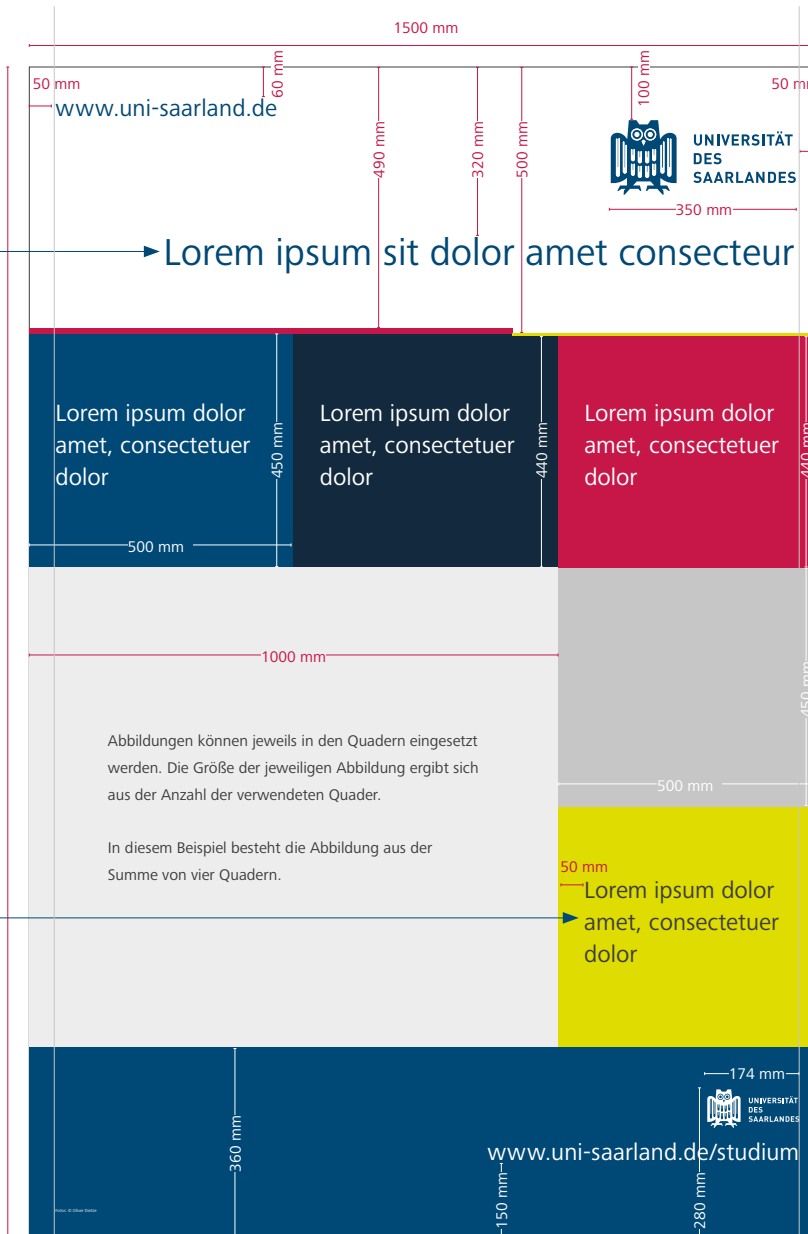 1500 mm
50 mm
60 mm
100 mm
www.uni-saarland.de
490 mm
320 mm
500 mm
UNIVERSITÄT
DES
SAARLANDES
350 mm
Lorem ipsum sit dolor amet consecteur
Lorem ipsum dolor
amet, consectetuer
dolor
450 mm
500 mm
Lorem ipsum dolor
amet, consectetuer
dolor
440 mm
Lorem ipsum dolor
amet, consectetuer
dolor
440 mm
1000 mm
450 mm
500 mm
Abbildungen können jeweils in den Quadern eingesetzt
werden. Die Größe der jeweiligen Abbildung ergibt sich
aus der Anzahl der verwendeten Quader.
In diesem Beispiel besteht die Abbildung aus der
Summe von vier Quadern.
50 mm
Lorem ipsum dolor
amet, consectetuer
dolor
174 mm
UNIVERSITÄT
DES
SAARLANDES
360 mm
www.uni-saarland.de/studium
150 mm
280 mm